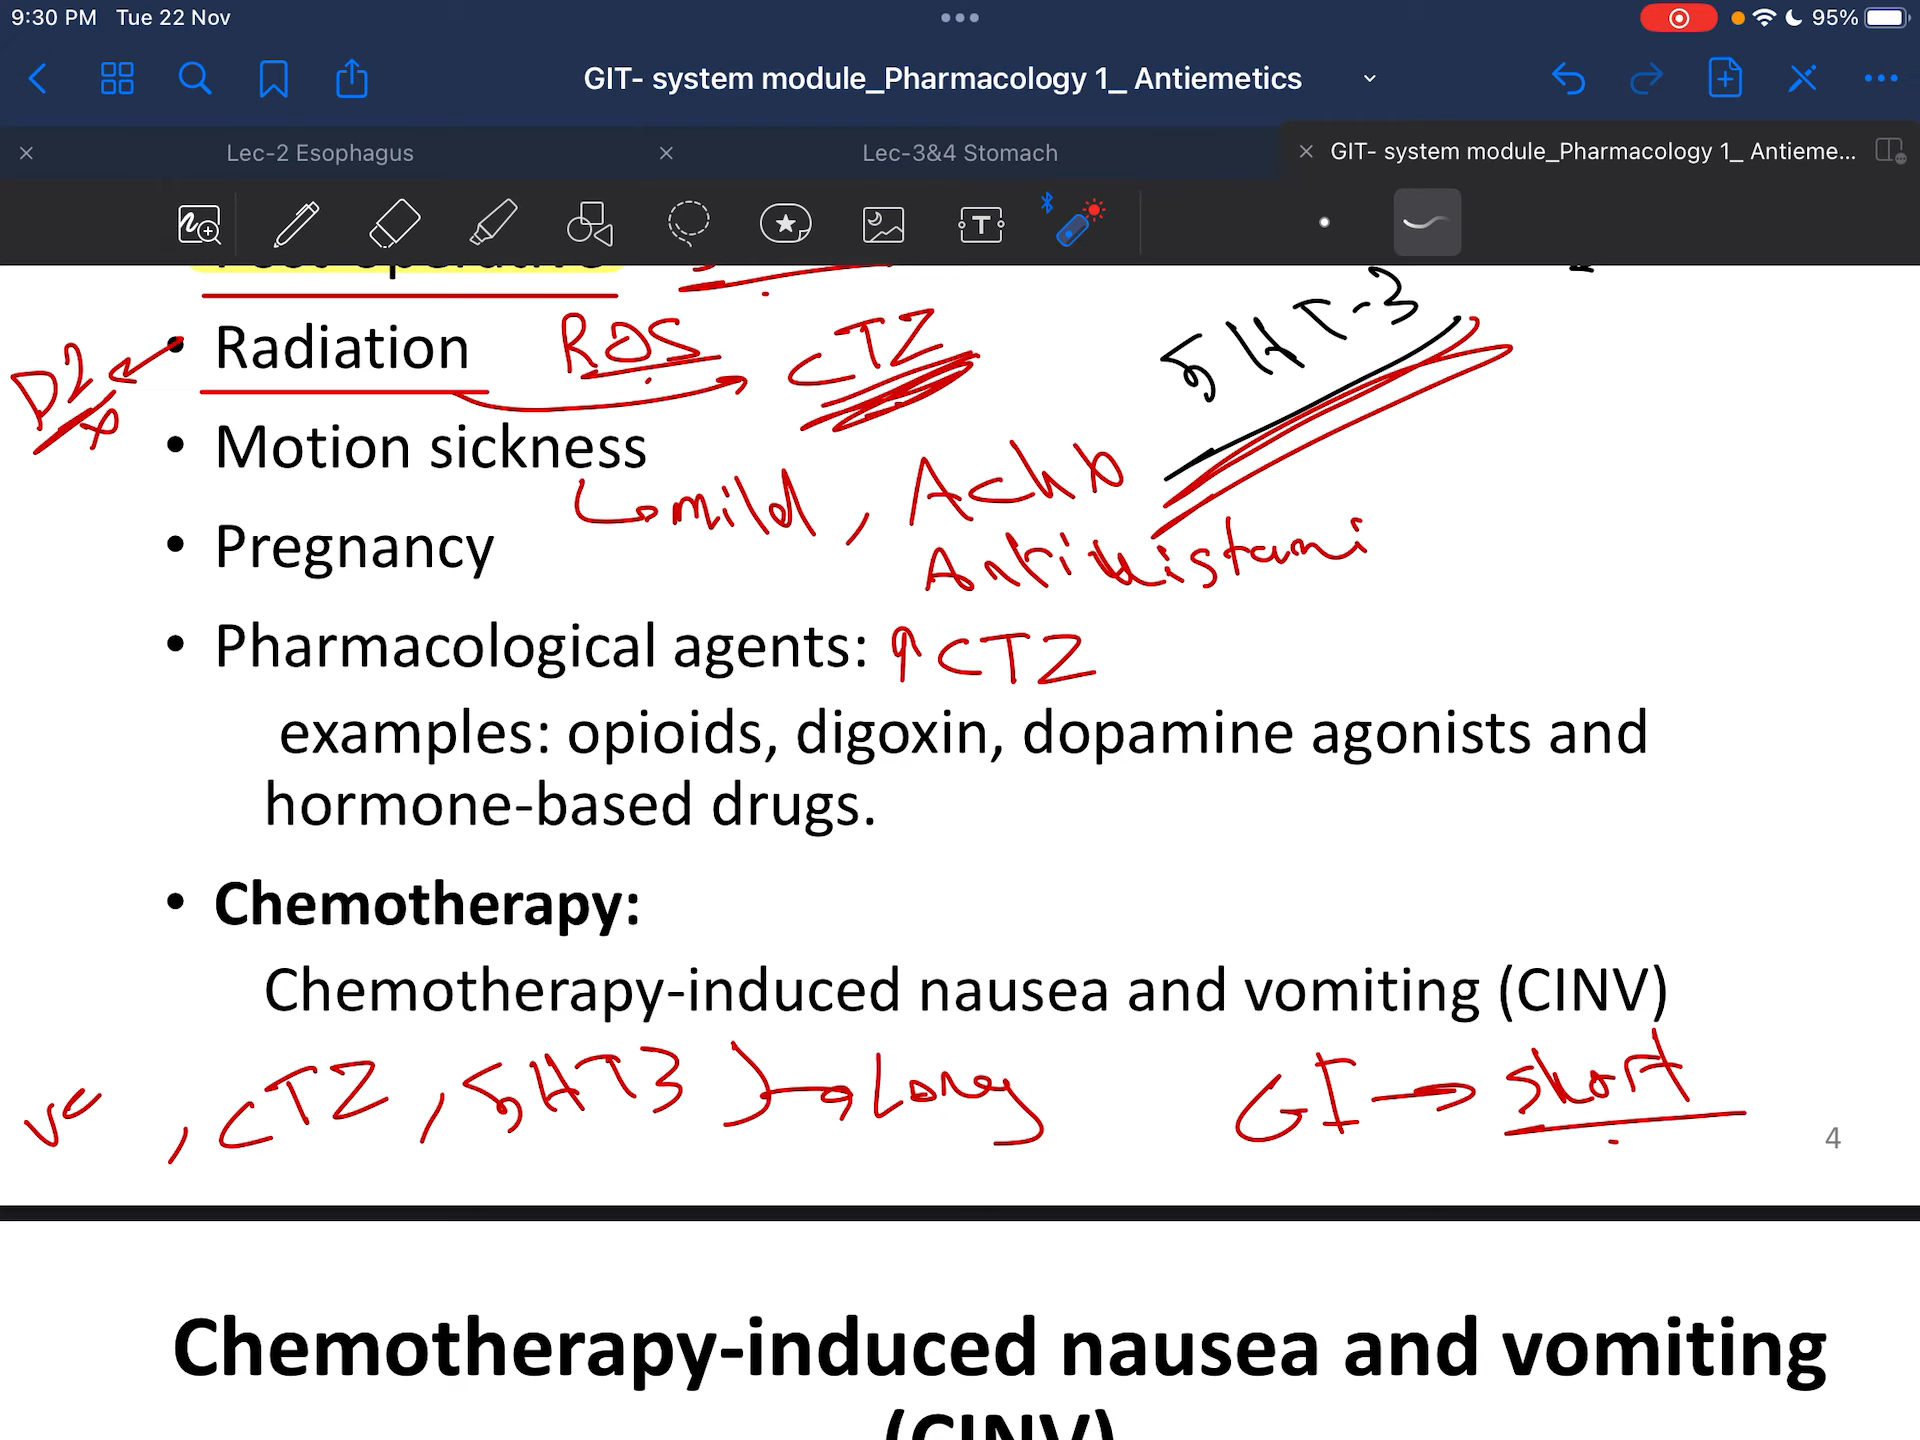 9:30 PM Tue 22 Nov
95%
GIT- system module_Pharmacology 1_ Antiemetics
Lec-2 Esophagus
Lec-3&4 Stomach
GIT- system module_Pharmacology 1_ Antieme...
T
5HT-3
• Radiation ROS CTZ
D2
• Motion sickness
mild, Ach
Antihistami
• Pregnancy
• Pharmacological agents: ↑CTZ
examples: opioids, digoxin, dopamine agonists and
hormone-based drugs.
• Chemotherapy:
Chemotherapy-induced nausea and vomiting (CINV)
VC, CTZ, 5HT3 } → Long GI → short
4
Chemotherapy-induced nausea and vomiting
(CINV)